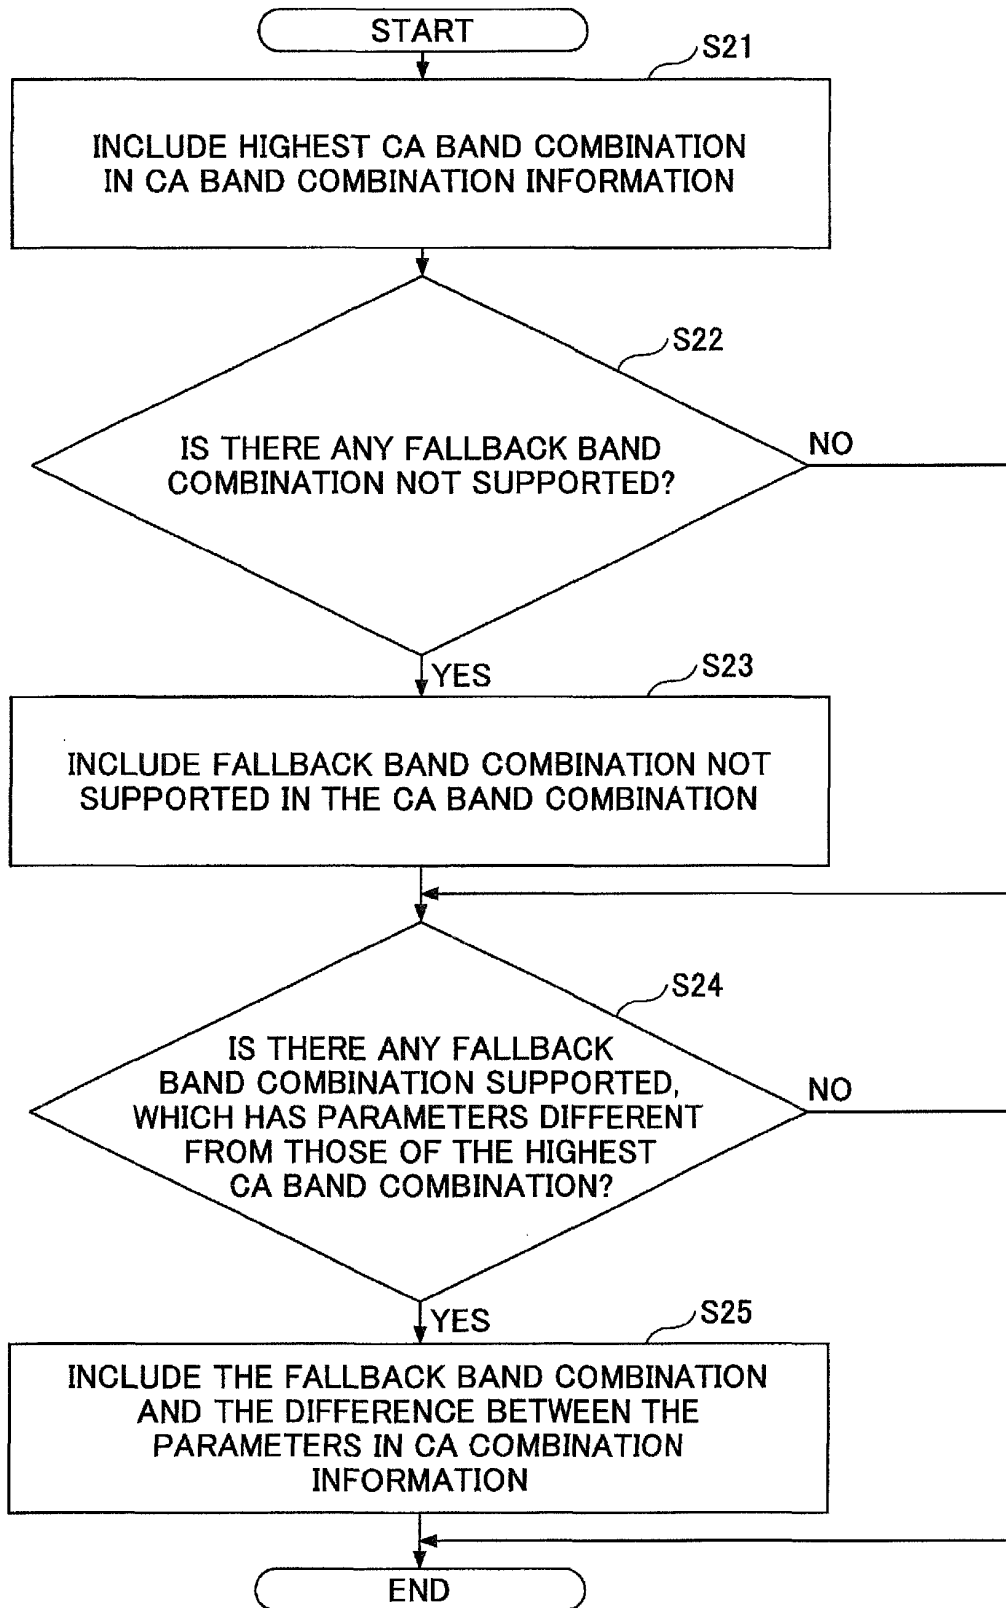 START
S21
INCLUDE HIGHEST CA BAND COMBINATION
IN CA BAND COMBINATION INFORMATION
S22
IS THERE ANY FALLBACK BAND
COMBINATION NOT SUPPORTED?
NO
YES
S23
INCLUDE FALLBACK BAND COMBINATION NOT
SUPPORTED IN THE CA BAND COMBINATION
S24
IS THERE ANY FALLBACK
BAND COMBINATION SUPPORTED,
WHICH HAS PARAMETERS DIFFERENT
FROM THOSE OF THE HIGHEST
CA BAND COMBINATION?
NO
YES
S25
INCLUDE THE FALLBACK BAND COMBINATION
AND THE DIFFERENCE BETWEEN THE
PARAMETERS IN CA COMBINATION
INFORMATION
END